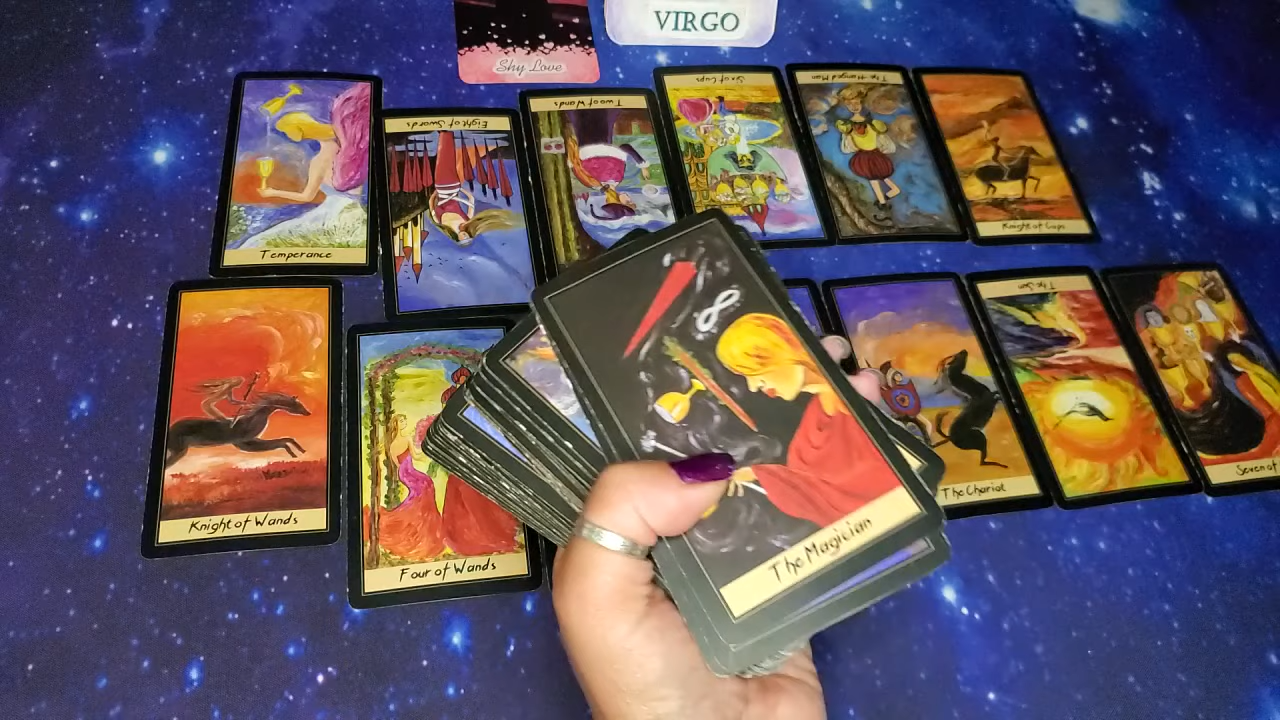 Shy Love
VIRGO
Temperance
Eight of Swords
Two of Wands
Six of Cups
The Hanged Man
Knight of Cups
Knight of Wands
Four of Wands
The Magician
The Chariot
The Sun
Seven of